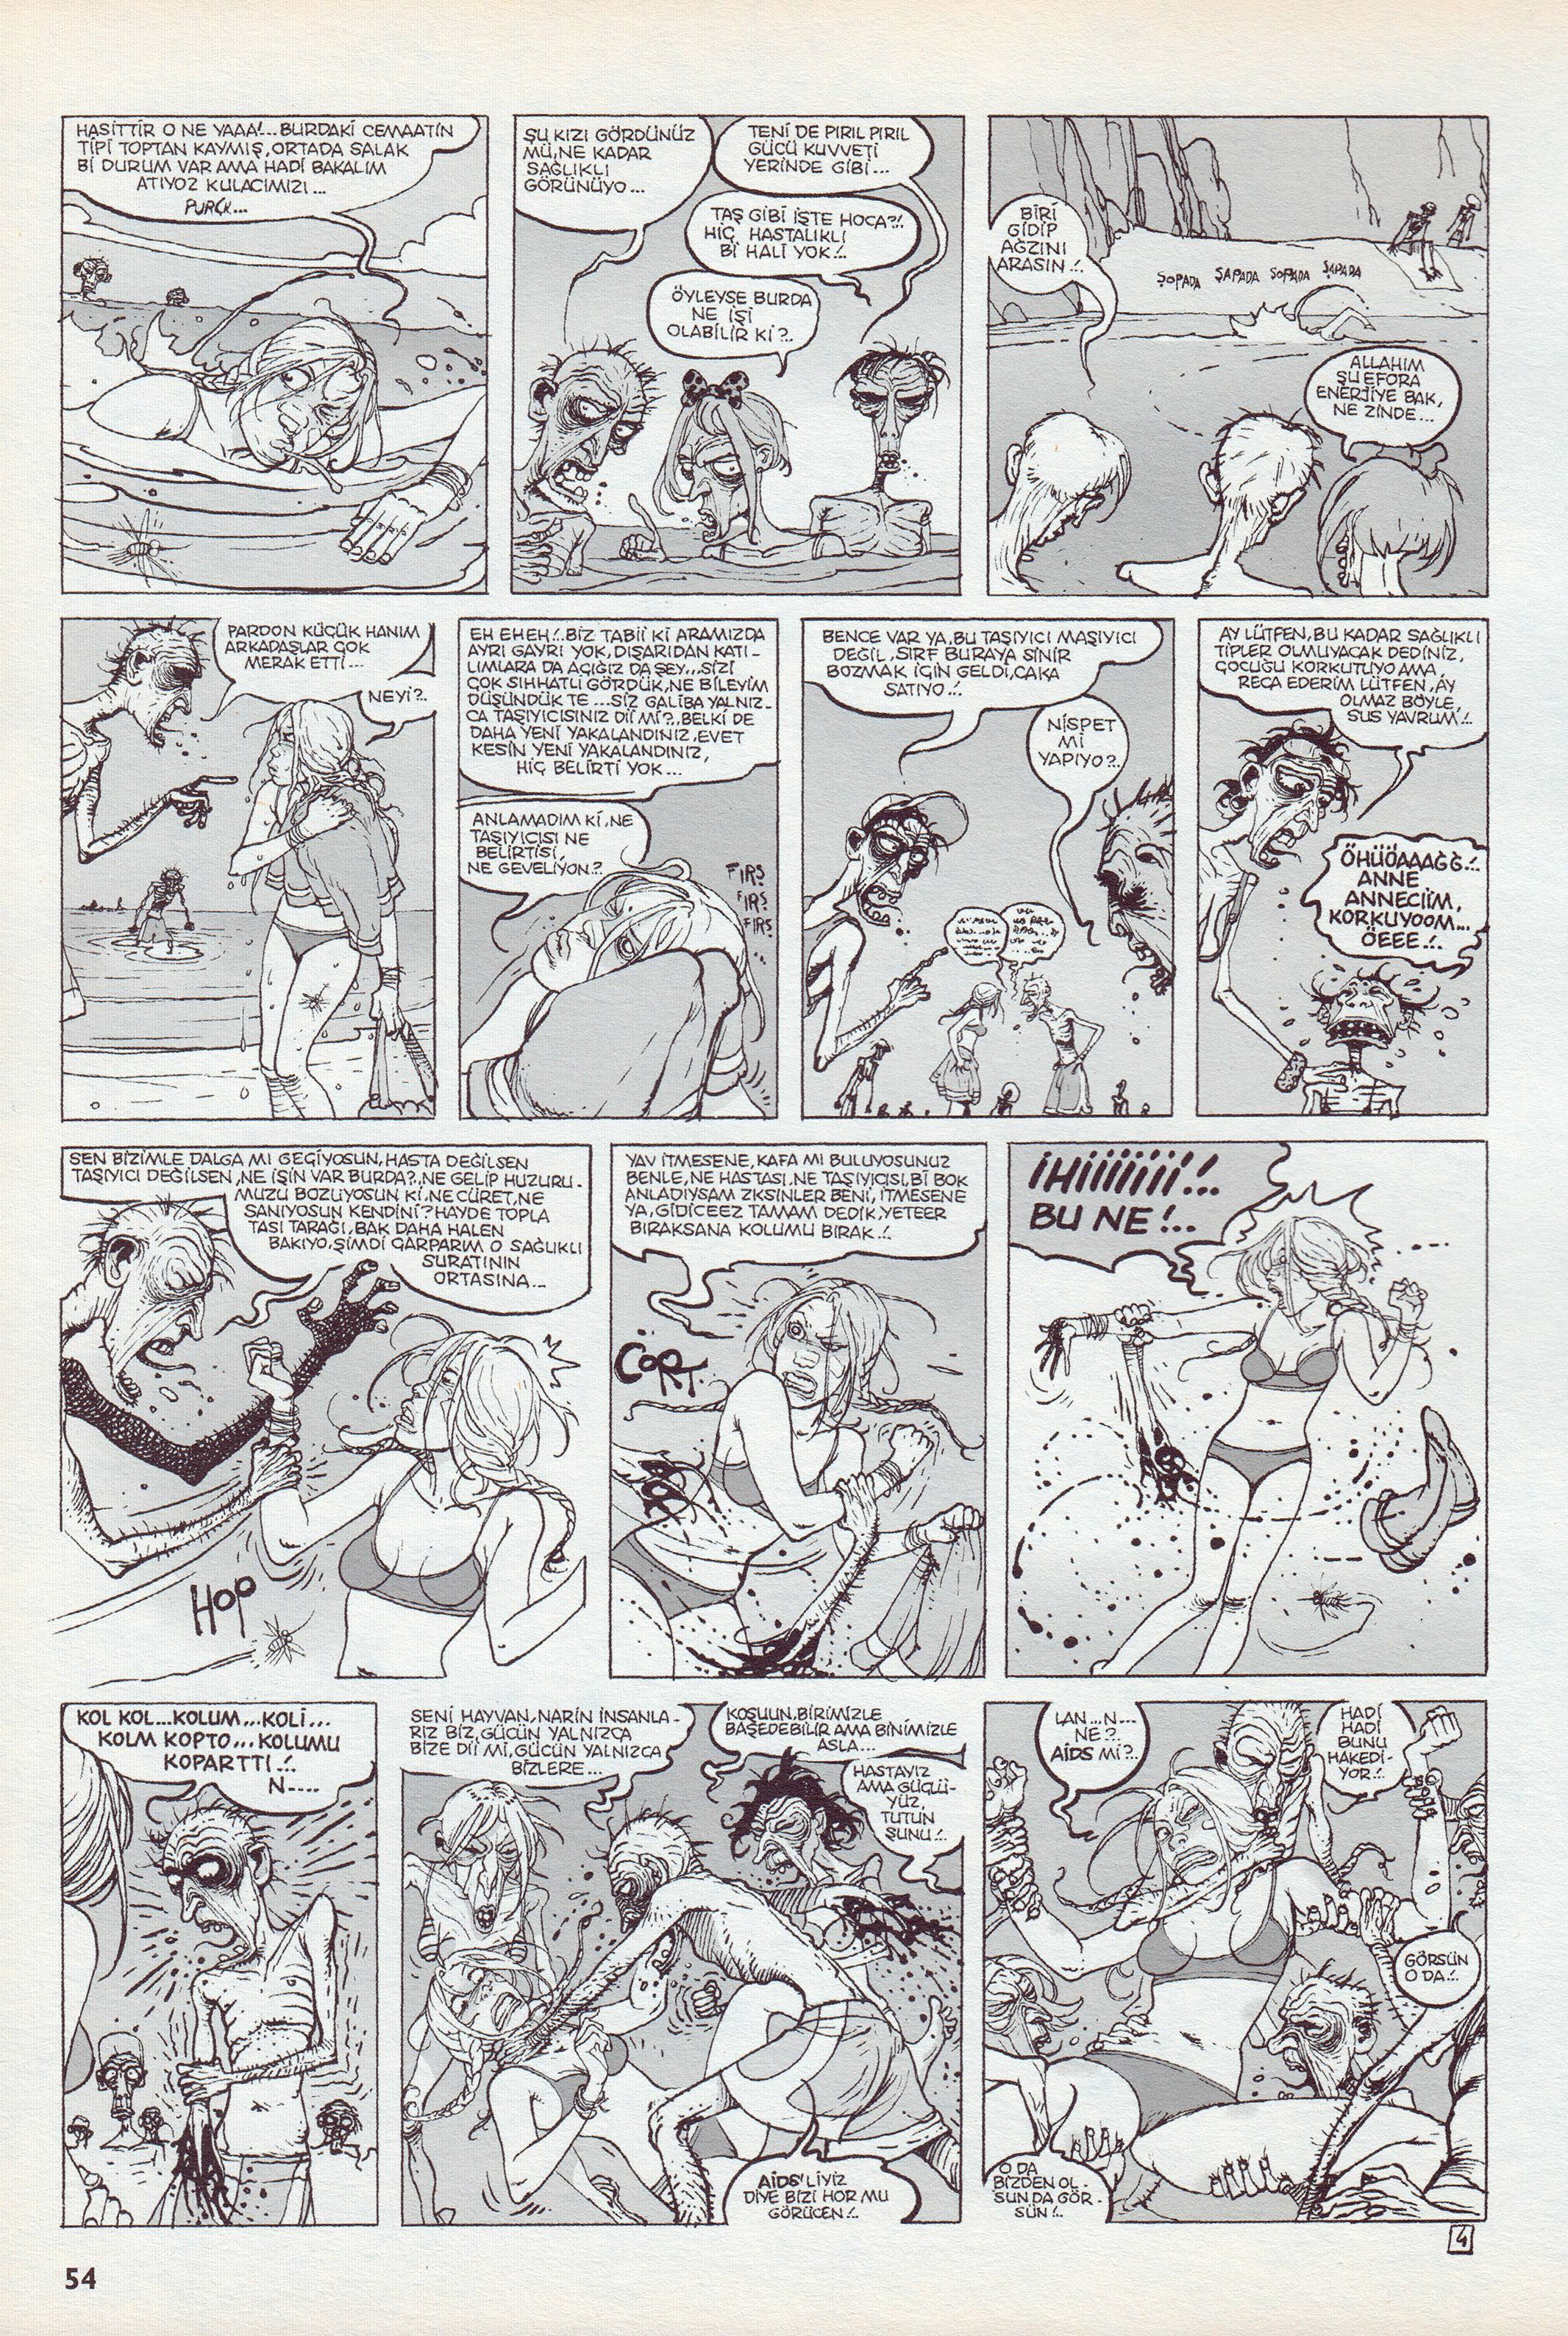 HASİTTİR O NE YAAA!... BURDAKİ CEMAATİN
TİPİ TOPTAN KAYMIŞ, ORTADA SALAK
Bİ DURUM VAR AMA HADİ BAKALIM
ATIYOZ KULACIMIZI...
PURÇK...
ŞU KIZI GÖRDÜNÜZ
MÜ, NE KADAR
SAĞLIKLI
GÖRÜNÜYO...
TENİ DE PIRIL PIRIL
GÜCÜ KUVVETİ
YERİNDE GİBİ...
TAŞ GİBİ İŞTE HOCA?!.
HİÇ HASTALIKLI
Bİ HALİ YOK!..
ÖYLEYSE BURDA
NE İŞİ
OLABİLİR Kİ?..
BİRİ
GİDİP
AĞZINI
ARASIN!..
ŞOPADA ŞAPADA ŞOPADA ŞAPADA
ALLAHIM
ŞU EFORA
ENERJİYE BAK,
NE ZİNDE...
PARDON KÜÇÜK HANIM
ARKADAŞLAR ÇOK
MERAK ETTİ...
NEYİ?..
EH EHEH!..BİZ TABİİ Kİ ARAMIZDA
AYRI GAYRI YOK, DIŞARIDAN KATI-
LIMLARA DA AÇIĞIZ DA ŞEY... SİZİ
ÇOK SIHHATLİ GÖRDÜK, NE BİLEYİM
DÜŞÜNDÜK TE... SİZ GALİBA YALNIZ-
CA TAŞIYICISINIZ Dİİ Mİ?.. BELKİ DE
DAHA YENİ YAKALANDINIZ, EVET
KESİN YENİ YAKALANDINIZ,
HİÇ BELİRTİ YOK...
ANLAMADIM Kİ, NE
TAŞIYICISI NE
BELİRTİSİ,
NE GEVELİYON?.
FIRŞ
FIRŞ
FIRŞ
BENCE VAR YA, BU TAŞIYICI MAŞIYICI
DEĞİL, SIRF BURAYA SİNİR
BOZMAK İÇİN GELDİ, CAKA
SATIYO!..
NİSPET
Mİ
YAPIYO?..
AY LÜTFEN, BU KADAR SAĞLIKLI
TİPLER OLMUYACAK DEDİNİZ,
ÇOCUĞU KORKUTUYO AMA,
RECA EDERİM LÜTFEN, AY
OLMAZ BÖYLE,
SUS YAVRUM!..
ÖHÜÖAAAĞĞ!..
ANNE
ANNECİİM,
KORKUYOOM...
ÖEEE!..
SEN BİZİMLE DALGA MI GEÇİYOSUN, HASTA DEĞİLSEN
TAŞIYICI DEĞİLSEN, NE İŞİN VAR BURDA?, NE GELİP HUZURU-
MUZU BOZUYOSUN Kİ, NE CÜRET, NE
SANIYOSUN KENDİNİ? HAYDE TOPLA
TASI TARAĞI, BAK DAHA HALEN
BAKIYO, ŞİMDİ ÇARPARIM O SAĞLIKLI
SURATININ
ORTASINA...
HOP
YAV İTMESENE, KAFA MI BULUYOSUNUZ
BENLE, NE HASTASI, NE TAŞIYICISI, Bİ BOK
ANLADIYSAM ZKSINLER BENİ, İTMESENE
YA, GİDİCEEZ TAMAM DEDİK, YETEER
BIRAKSANA KOLUMU BIRAK!..
CORT
İHİİİİİİİ!!...
BU NE!..
KOL KOL... KOLUM... KOLİ...
KOLM KOPTO... KOLUMU
KOPARTTI!..
N----
SENİ HAYVAN, NARİN İNSANLA-
RIZ BİZ, GÜCÜN YALNIZCA
BİZE Dİİ Mİ, GÜCÜN YALNIZCA
BİZLERE...
KOŞUUN, BİRİMİZLE
BAŞEDEBİLİR AMA BİNİMİZLE
ASLA...
HASTAYIZ
AMA GÜÇLÜ-
YÜZ,
TUTUN
ŞUNU!..
AIDS'LİYİZ
DİYE BİZİ HOR MU
GÖRÜCEN!..
LAN...N...
NE?.
AIDS Mİ?..
HADİ
HADİ
BUNU
HAKEDİ-
YOR!..
GÖRSÜN
O DA!..
O DA
BİZDEN OL-
SUN DA GÖR-
SÜN!..
4
54